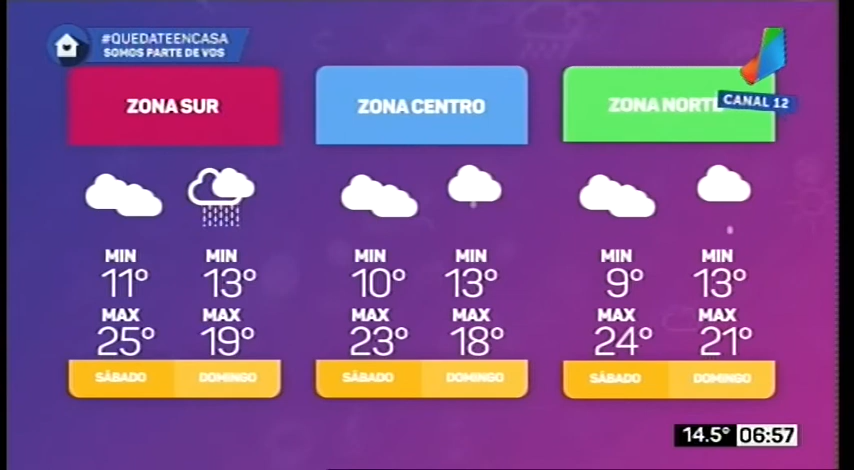 #QUEDATEENCASA
SOMOS PARTE DE VOS
ZONA SUR
ZONA CENTRO
ZONA NORTE
CANAL 12
MIN MIN
11° 13°
MAX MAX
25° 19°
SÁBADO DOMINGO
MIN MIN
10° 13°
MAX MAX
23° 18°
SÁBADO DOMINGO
MIN MIN
9° 13°
MAX MAX
24° 21°
SÁBADO DOMINGO
14.5° 06:57